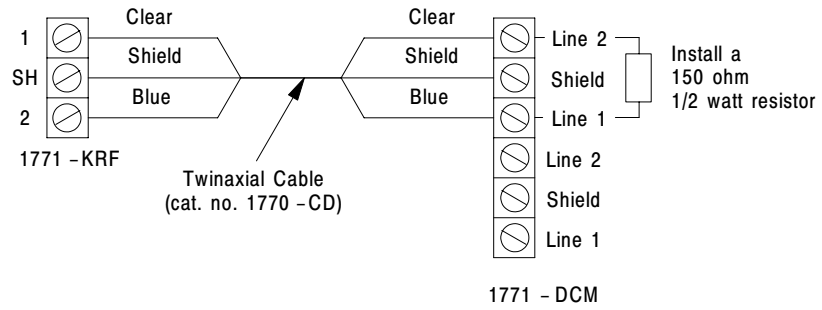 Clear
Clear
1
Line 2
Install a
Shield
Shield
SH
Shield
150 ohm
Blue
Blue
1/2 watt resistor
2
Line 1
1771 – KRF
Line 2
Twinaxial Cable
(cat. no. 1770 – CD)
Shield
Line 1
1771 – DCM